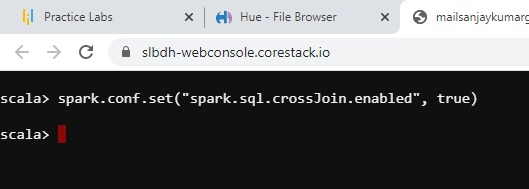 Practice Labs
Hue - File Browser
mailsanjaykumarg
slbdh-webconsole.corestack.io
scala> spark.conf.set("spark.sql.crossJoin.enabled", true)
scala>